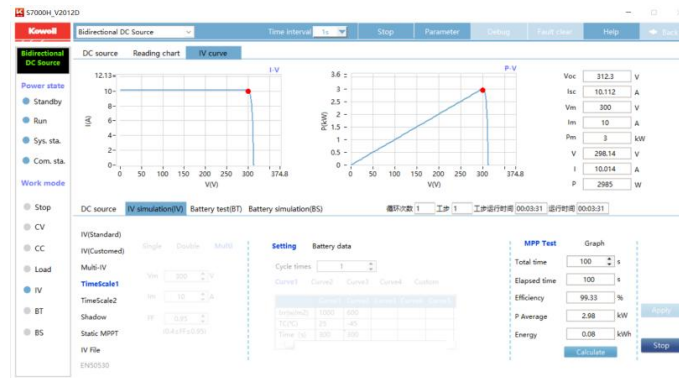 S7000H_V2012D
Kewell
Bidirectional DC Source
Time Interval 1s
Stop
Parameter
Debug
Fault clear
Help
Back
Bidirectional
DC Source
DC source
Reading chart
IV curve
Power state
Standby
Run
Sys. sta.
Com. sta.
Work mode
Stop
CV
CC
Load
IV
BT
BS
I-V
12.13
10
8
6
4
2
0
I(A)
0 50 100 150 200 250 300 374.8
V(V)
P-V
3.6
3
2.5
2
1.5
1
0.5
0
P(kW)
0 50 100 150 200 250 300 374.8
V(V)
Voc 312.3 V
Isc 10.112 A
Vm 300 V
Im 10 A
Pm 3 kW
V 298.14 V
I 10.014 A
P 2985 W
DC source
IV simulation(IV)
Battery test(BT)
Battery simulation(BS)
循环次数 1 工步 1 工步运行时间 00:03:31 运行时间 00:03:31
IV(Standard)
IV(Customed)
Multi-IV
TimeScale1
TimeScale2
Shadow
Static MPPT
IV File
EN50530
Single Double Multi
Vm 300 V
Im 10 A
FF 0.85
Setting
Battery data
Cycle times 1
Curve1 Curve2 Curve3 Curve4 Custom
MPP Test
Graph
Total time 100 s
Elapsed time 100 s
Efficiency 99.33 %
P Average 2.98 kW
Energy 0.08 kWh
Calculate
Apply
Stop